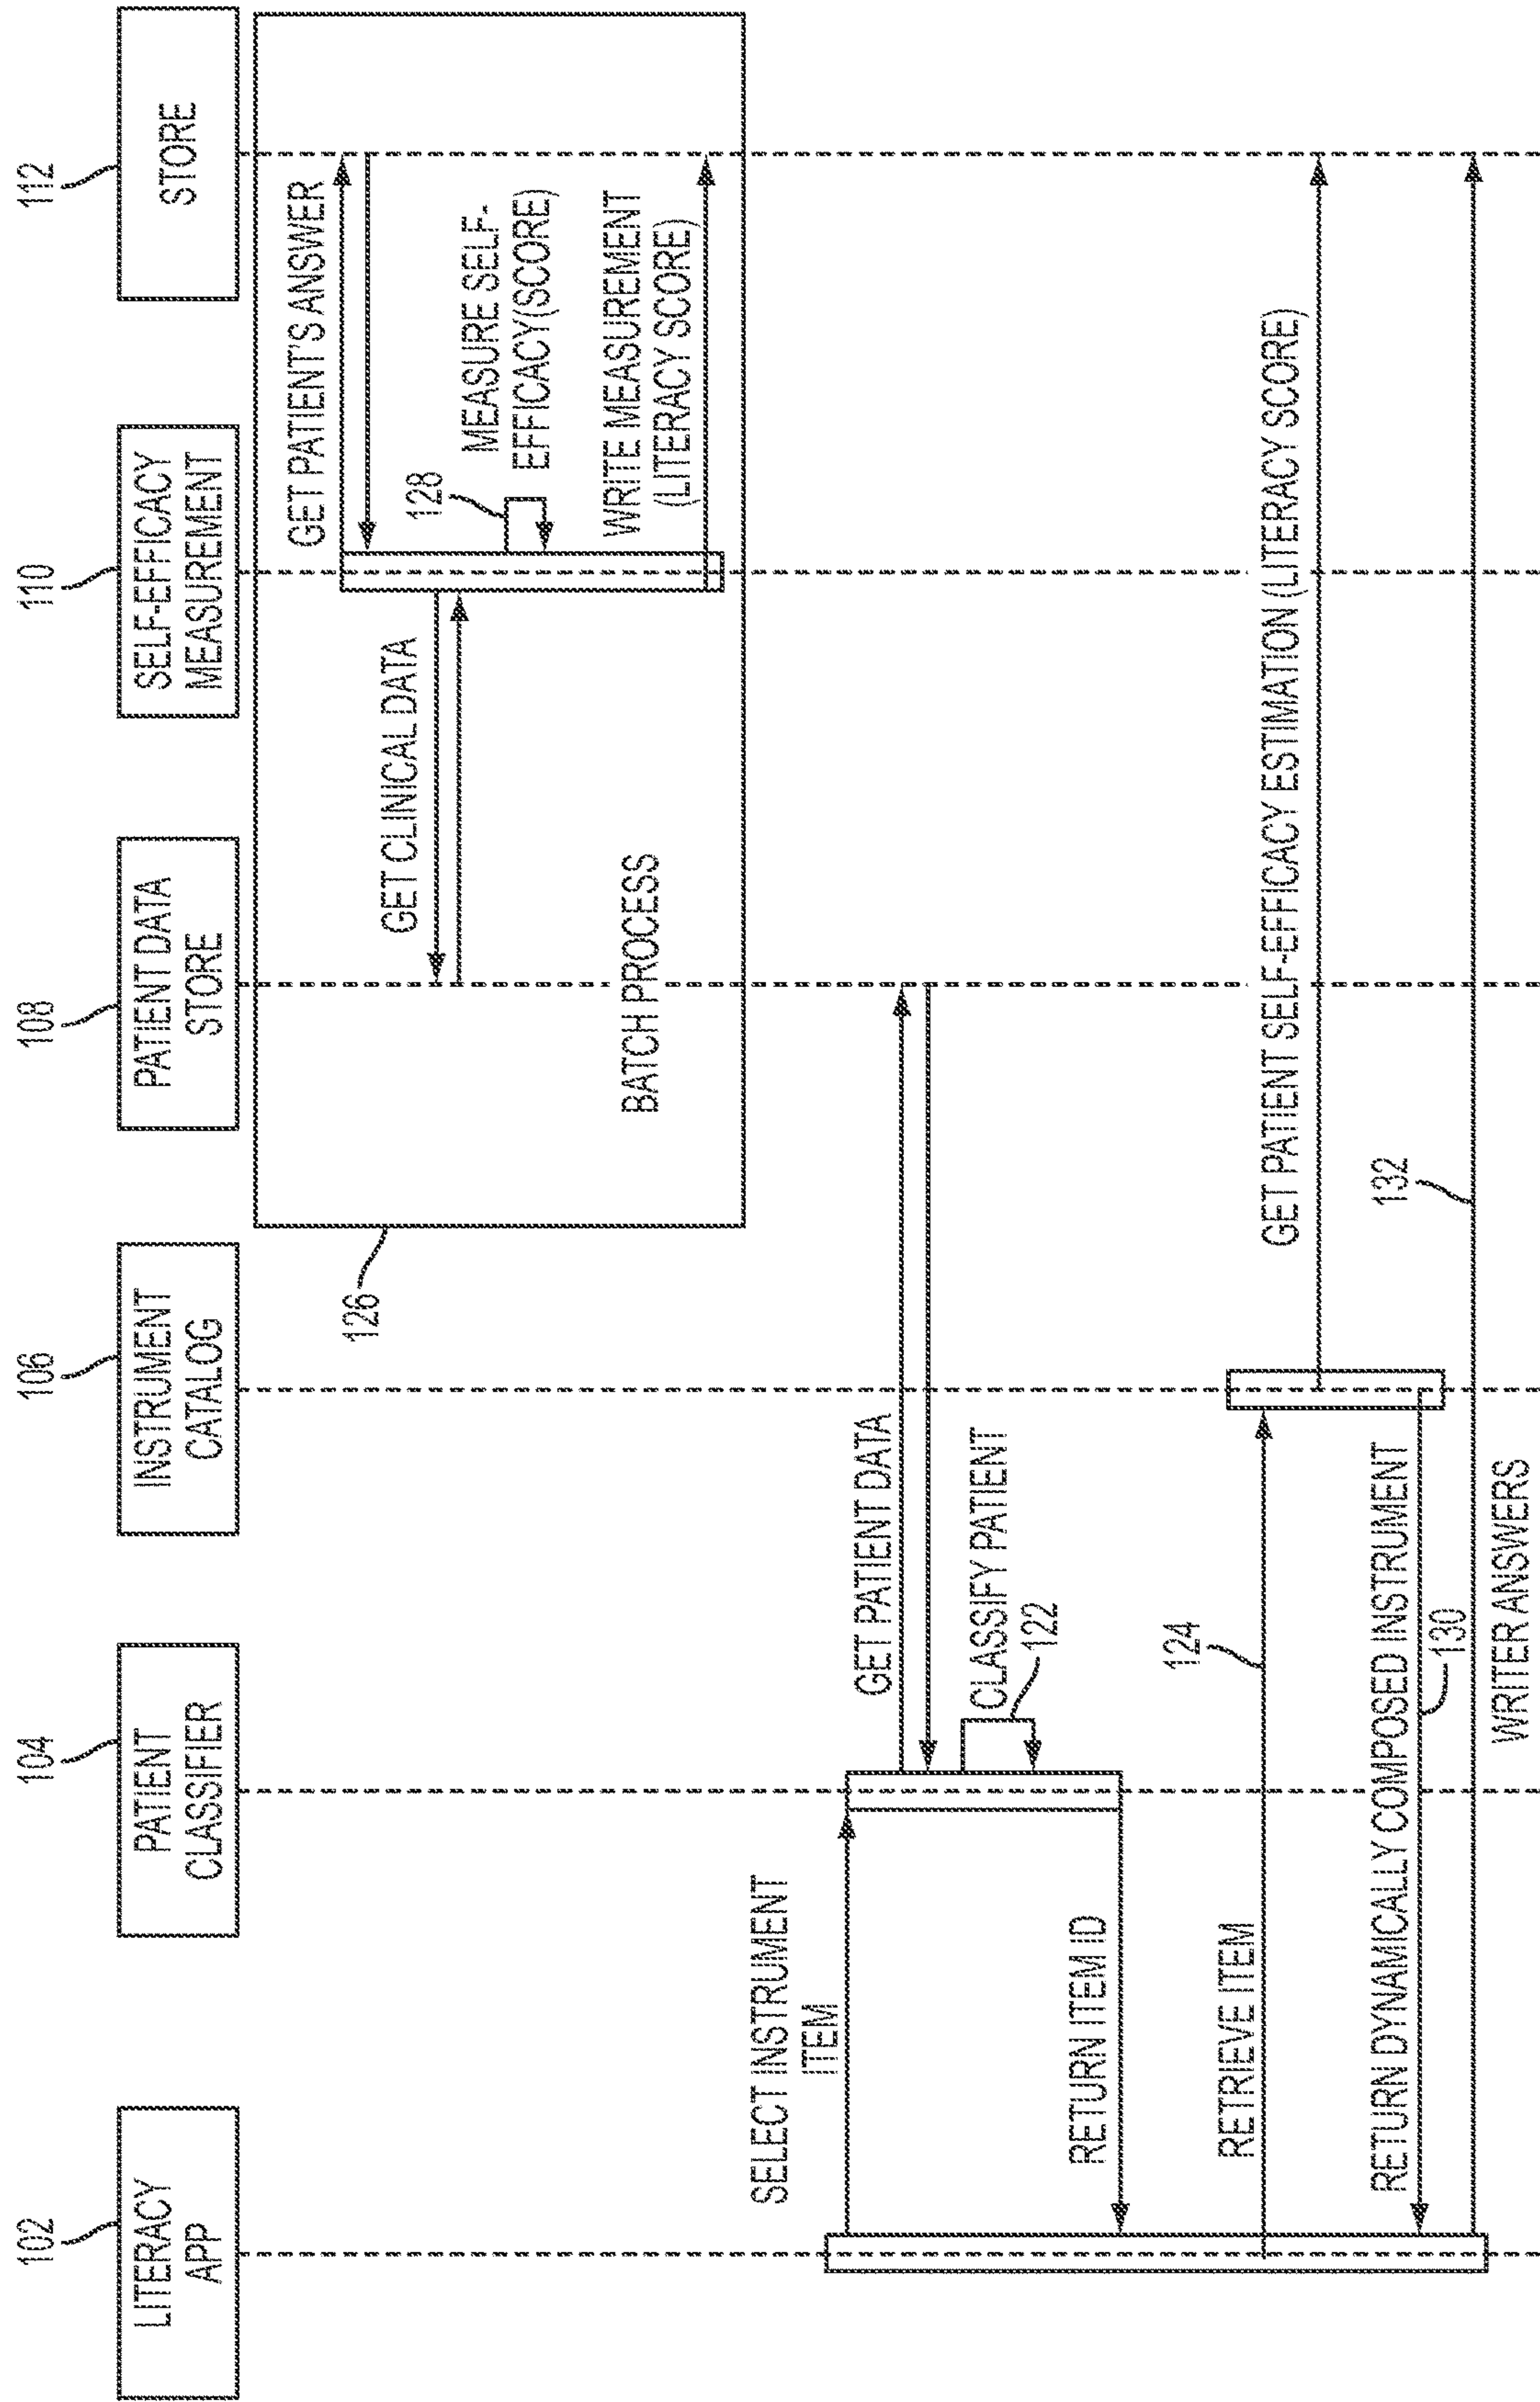 102
LITERACY
APP
104
PATIENT
CLASSIFIER
106
INSTRUMENT
CATALOG
108
PATIENT DATA
STORE
110
SELF-EFFICACY
MEASUREMENT
112
STORE
GET PATIENT'S ANSWER
GET CLINICAL DATA
128
MEASURE SELF-
EFFICACY(SCORE)
WRITE MEASUREMENT
(LITERACY SCORE)
BATCH PROCESS
126
SELECT INSTRUMENT
ITEM
GET PATIENT DATA
CLASSIFY PATIENT
122
RETURN ITEM ID
124
RETRIEVE ITEM
GET PATIENT SELF-EFFICACY ESTIMATION (LITERACY SCORE)
RETURN DYNAMICALLY COMPOSED INSTRUMENT
130
132
WRITER ANSWERS